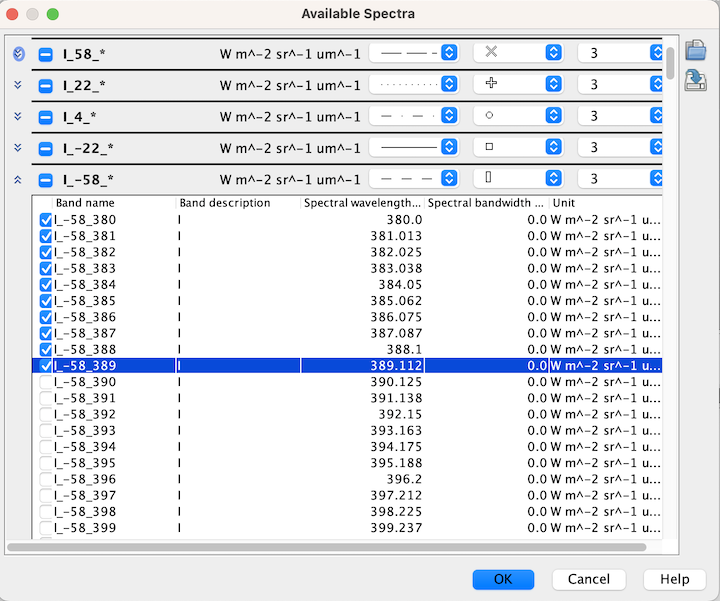 Available Spectra
I_58_* W m^-2 sr^-1 um^-1 3
I_22_* W m^-2 sr^-1 um^-1 3
I_4_* W m^-2 sr^-1 um^-1 3
I_-22_* W m^-2 sr^-1 um^-1 3
I_-58_* W m^-2 sr^-1 um^-1 3
Band name Band description Spectral wavelength... Spectral bandwidth ... Unit
I_-58_380 I 380.0 0.0 W m^-2 sr^-1 u...
I_-58_381 I 381.013 0.0 W m^-2 sr^-1 u...
I_-58_382 I 382.025 0.0 W m^-2 sr^-1 u...
I_-58_383 I 383.038 0.0 W m^-2 sr^-1 u...
I_-58_384 I 384.05 0.0 W m^-2 sr^-1 u...
I_-58_385 I 385.062 0.0 W m^-2 sr^-1 u...
I_-58_386 I 386.075 0.0 W m^-2 sr^-1 u...
I_-58_387 I 387.087 0.0 W m^-2 sr^-1 u...
I_-58_388 I 388.1 0.0 W m^-2 sr^-1 u...
I_-58_389 I 389.112 0.0 W m^-2 sr^-1 u...
I_-58_390 I 390.125 0.0 W m^-2 sr^-1 u...
I_-58_391 I 391.138 0.0 W m^-2 sr^-1 u...
I_-58_392 I 392.15 0.0 W m^-2 sr^-1 u...
I_-58_393 I 393.163 0.0 W m^-2 sr^-1 u...
I_-58_394 I 394.175 0.0 W m^-2 sr^-1 u...
I_-58_395 I 395.188 0.0 W m^-2 sr^-1 u...
I_-58_396 I 396.2 0.0 W m^-2 sr^-1 u...
I_-58_397 I 397.212 0.0 W m^-2 sr^-1 u...
I_-58_398 I 398.225 0.0 W m^-2 sr^-1 u...
I_-58_399 I 399.237 0.0 W m^-2 sr^-1 u...
OK Cancel Help